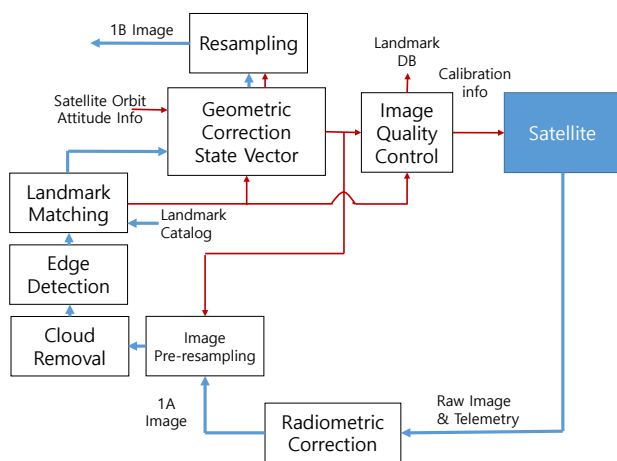 1B Image
Resampling
Landmark
DB
Calibration
info
Satellite Orbit
Attitude Info
Geometric
Correction
State Vector
Image
Quality
Control
Satellite
Landmark
Matching
Landmark
Catalog
Edge
Detection
Cloud
Removal
Image
Pre-resampling
1A
Image
Radiometric
Correction
Raw Image
& Telemetry